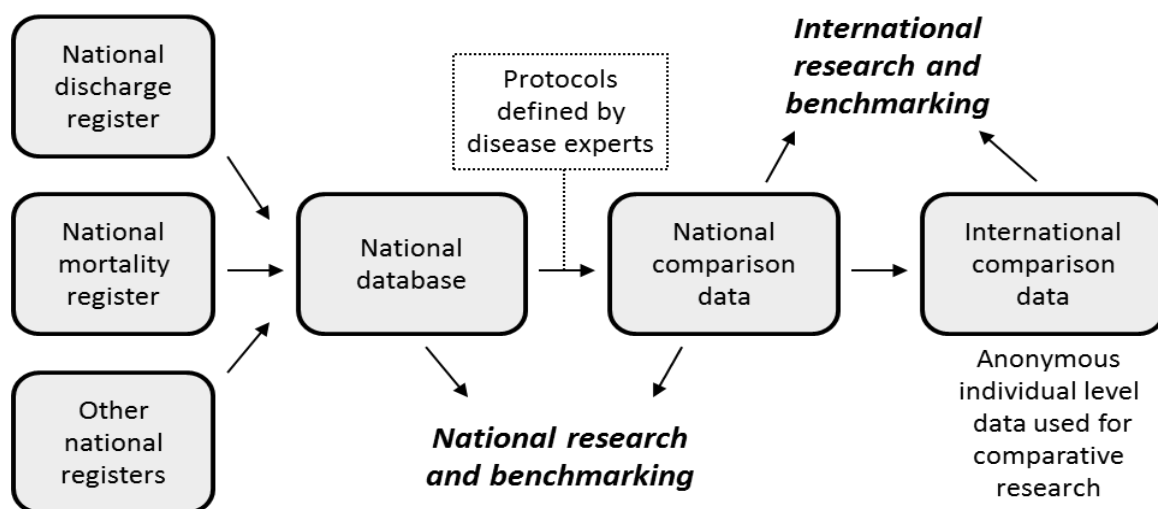 National
discharge
register
National
mortality
register
Other
national
registers
National
database
Protocols
defined by
disease experts
National
comparison
data
International
research and
benchmarking
International
comparison
data
Anonymous
individual level
data used for
comparative
research
National research
and benchmarking